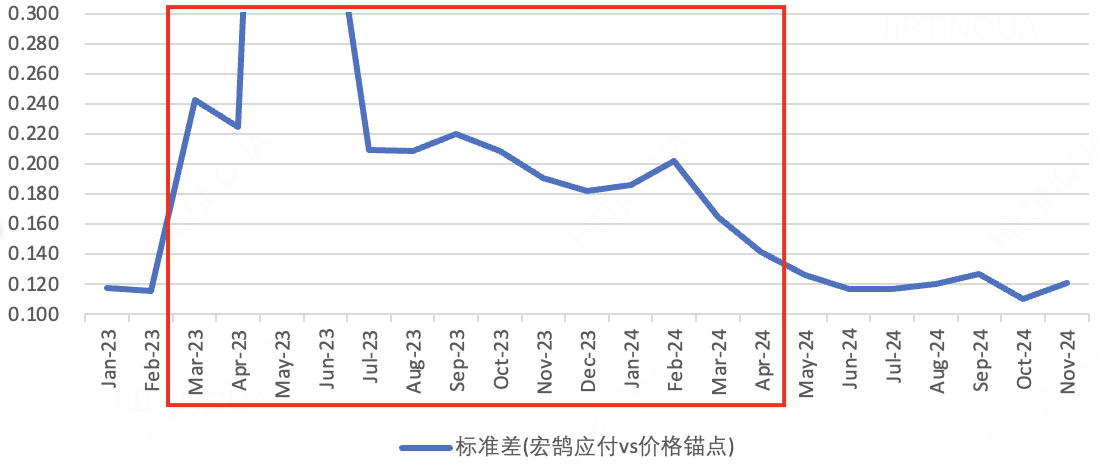 0.300
0.280
0.260
0.240
0.220
0.200
0.180
0.160
0.140
0.120
0.100
Jan-23
Feb-23
Mar-23
Apr-23
May-23
Jun-23
Jul-23
Aug-23
Sep-23
Oct-23
Nov-23
Dec-23
Jan-24
Feb-24
Mar-24
Apr-24
May-24
Jun-24
Jul-24
Aug-24
Sep-24
Oct-24
Nov-24
标准差(宏鹄应付vs价格锚点)